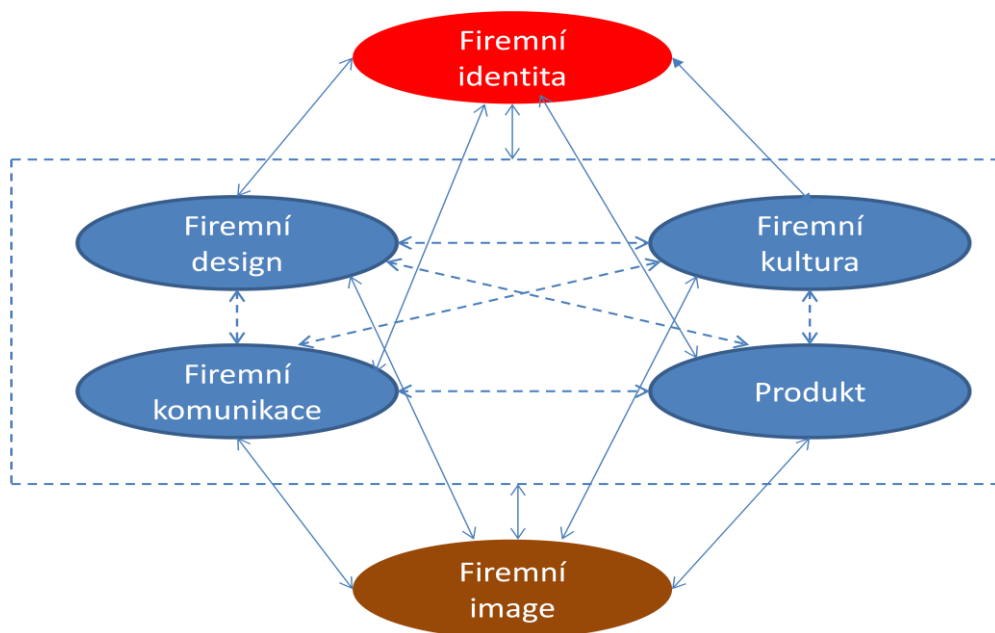 Firemní
identita
Firemní
design
Firemní
kultura
Firemní
komunikace
Produkt
Firemní
image